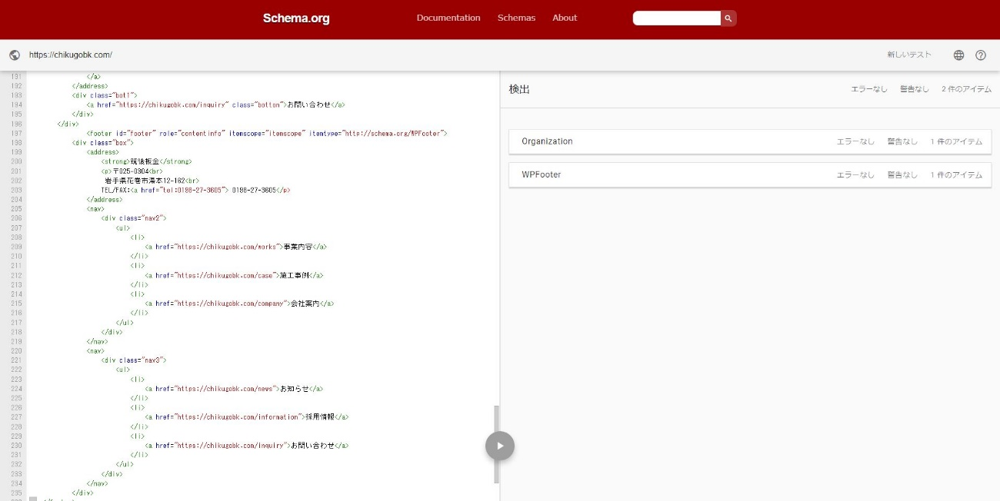 Schema.org
Documentation Schemas About
https://chikugobk.com/
新しいテスト
191 </a>
192 </address>
193 <div class="bot1">
194 <a href="https://chikugobk.com/inquiry" class="botton">お問い合わせ</a>
195 </div>
196 </div>
197 <footer id="footer" role="contentinfo" itemscope="itemscope" itemtype="http://schema.org/WPFooter">
198 <div class="box">
199 <address>
200 <strong>筑後板金</strong>
201 <p>〒025-0304<br>
202 岩手県花巻市湯本12-162<br>
203 TEL/FAX:<a href="tel:0198-27-3605"> 0198-27-3605</p>
204 </address>
205 <nav>
206 <div class="nav2">
207 <ul>
208 <li>
209 <a href="https://chikugobk.com/works">事業内容</a>
210 </li>
211 <li>
212 <a href="https://chikugobk.com/case">施工事例</a>
213 </li>
214 <li>
215 <a href="https://chikugobk.com/company">会社案内</a>
216 </li>
217 </ul>
218 </div>
219 </nav>
220 <nav>
221 <div class="nav3">
222 <ul>
223 <li>
224 <a href="https://chikugobk.com/news">お知らせ</a>
225 </li>
226 <li>
227 <a href="https://chikugobk.com/information">採用情報</a>
228 </li>
229 <li>
230 <a href="https://chikugobk.com/inquiry">お問い合わせ</a>
231 </li>
232 </ul>
233 </div>
234 </nav>
235 </div>
検出 エラーなし 警告なし 2 件のアイテム
Organization エラーなし 警告なし 1 件のアイテム
WPFooter エラーなし 警告なし 1 件のアイテム